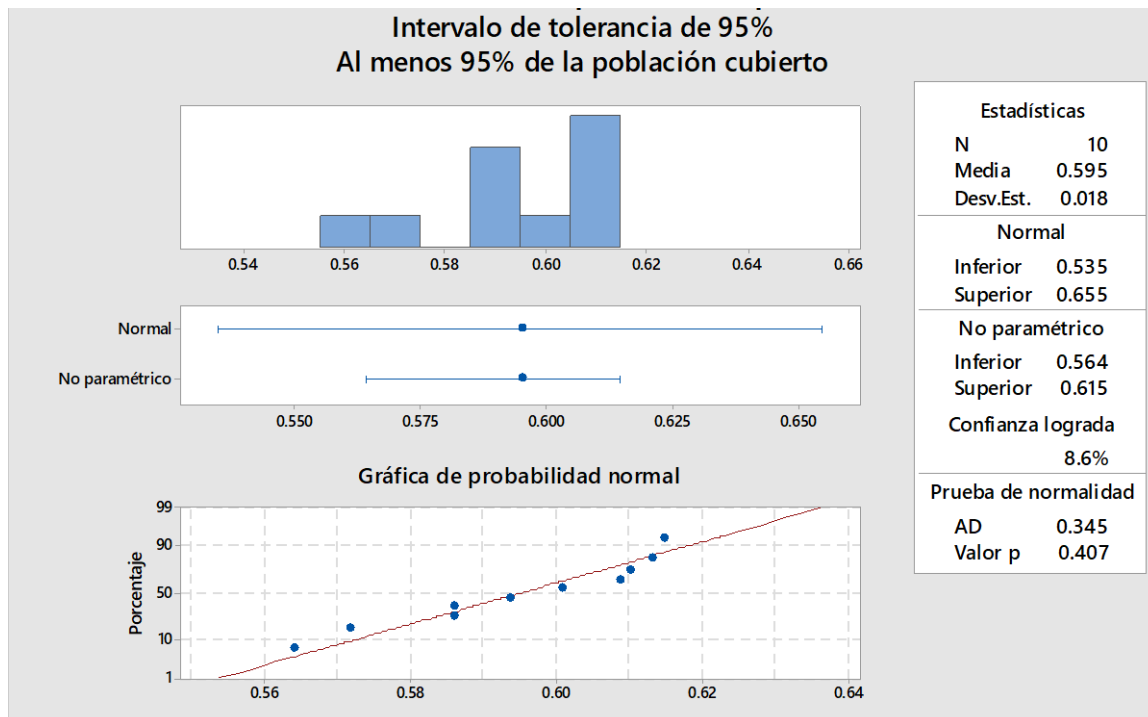 Intervalo de tolerancia de 95%
Al menos 95% de la población cubierto
0.54 0.56 0.58 0.60 0.62 0.64 0.66
Normal
No paramétrico
0.550 0.575 0.600 0.625 0.650
Gráfica de probabilidad normal
Porcentaje
99
90
50
10
1
0.56 0.58 0.60 0.62 0.64
Estadísticas
N 10
Media 0.595
Desv.Est. 0.018
Normal
Inferior 0.535
Superior 0.655
No paramétrico
Inferior 0.564
Superior 0.615
Confianza lograda
8.6%
Prueba de normalidad
AD 0.345
Valor p 0.407